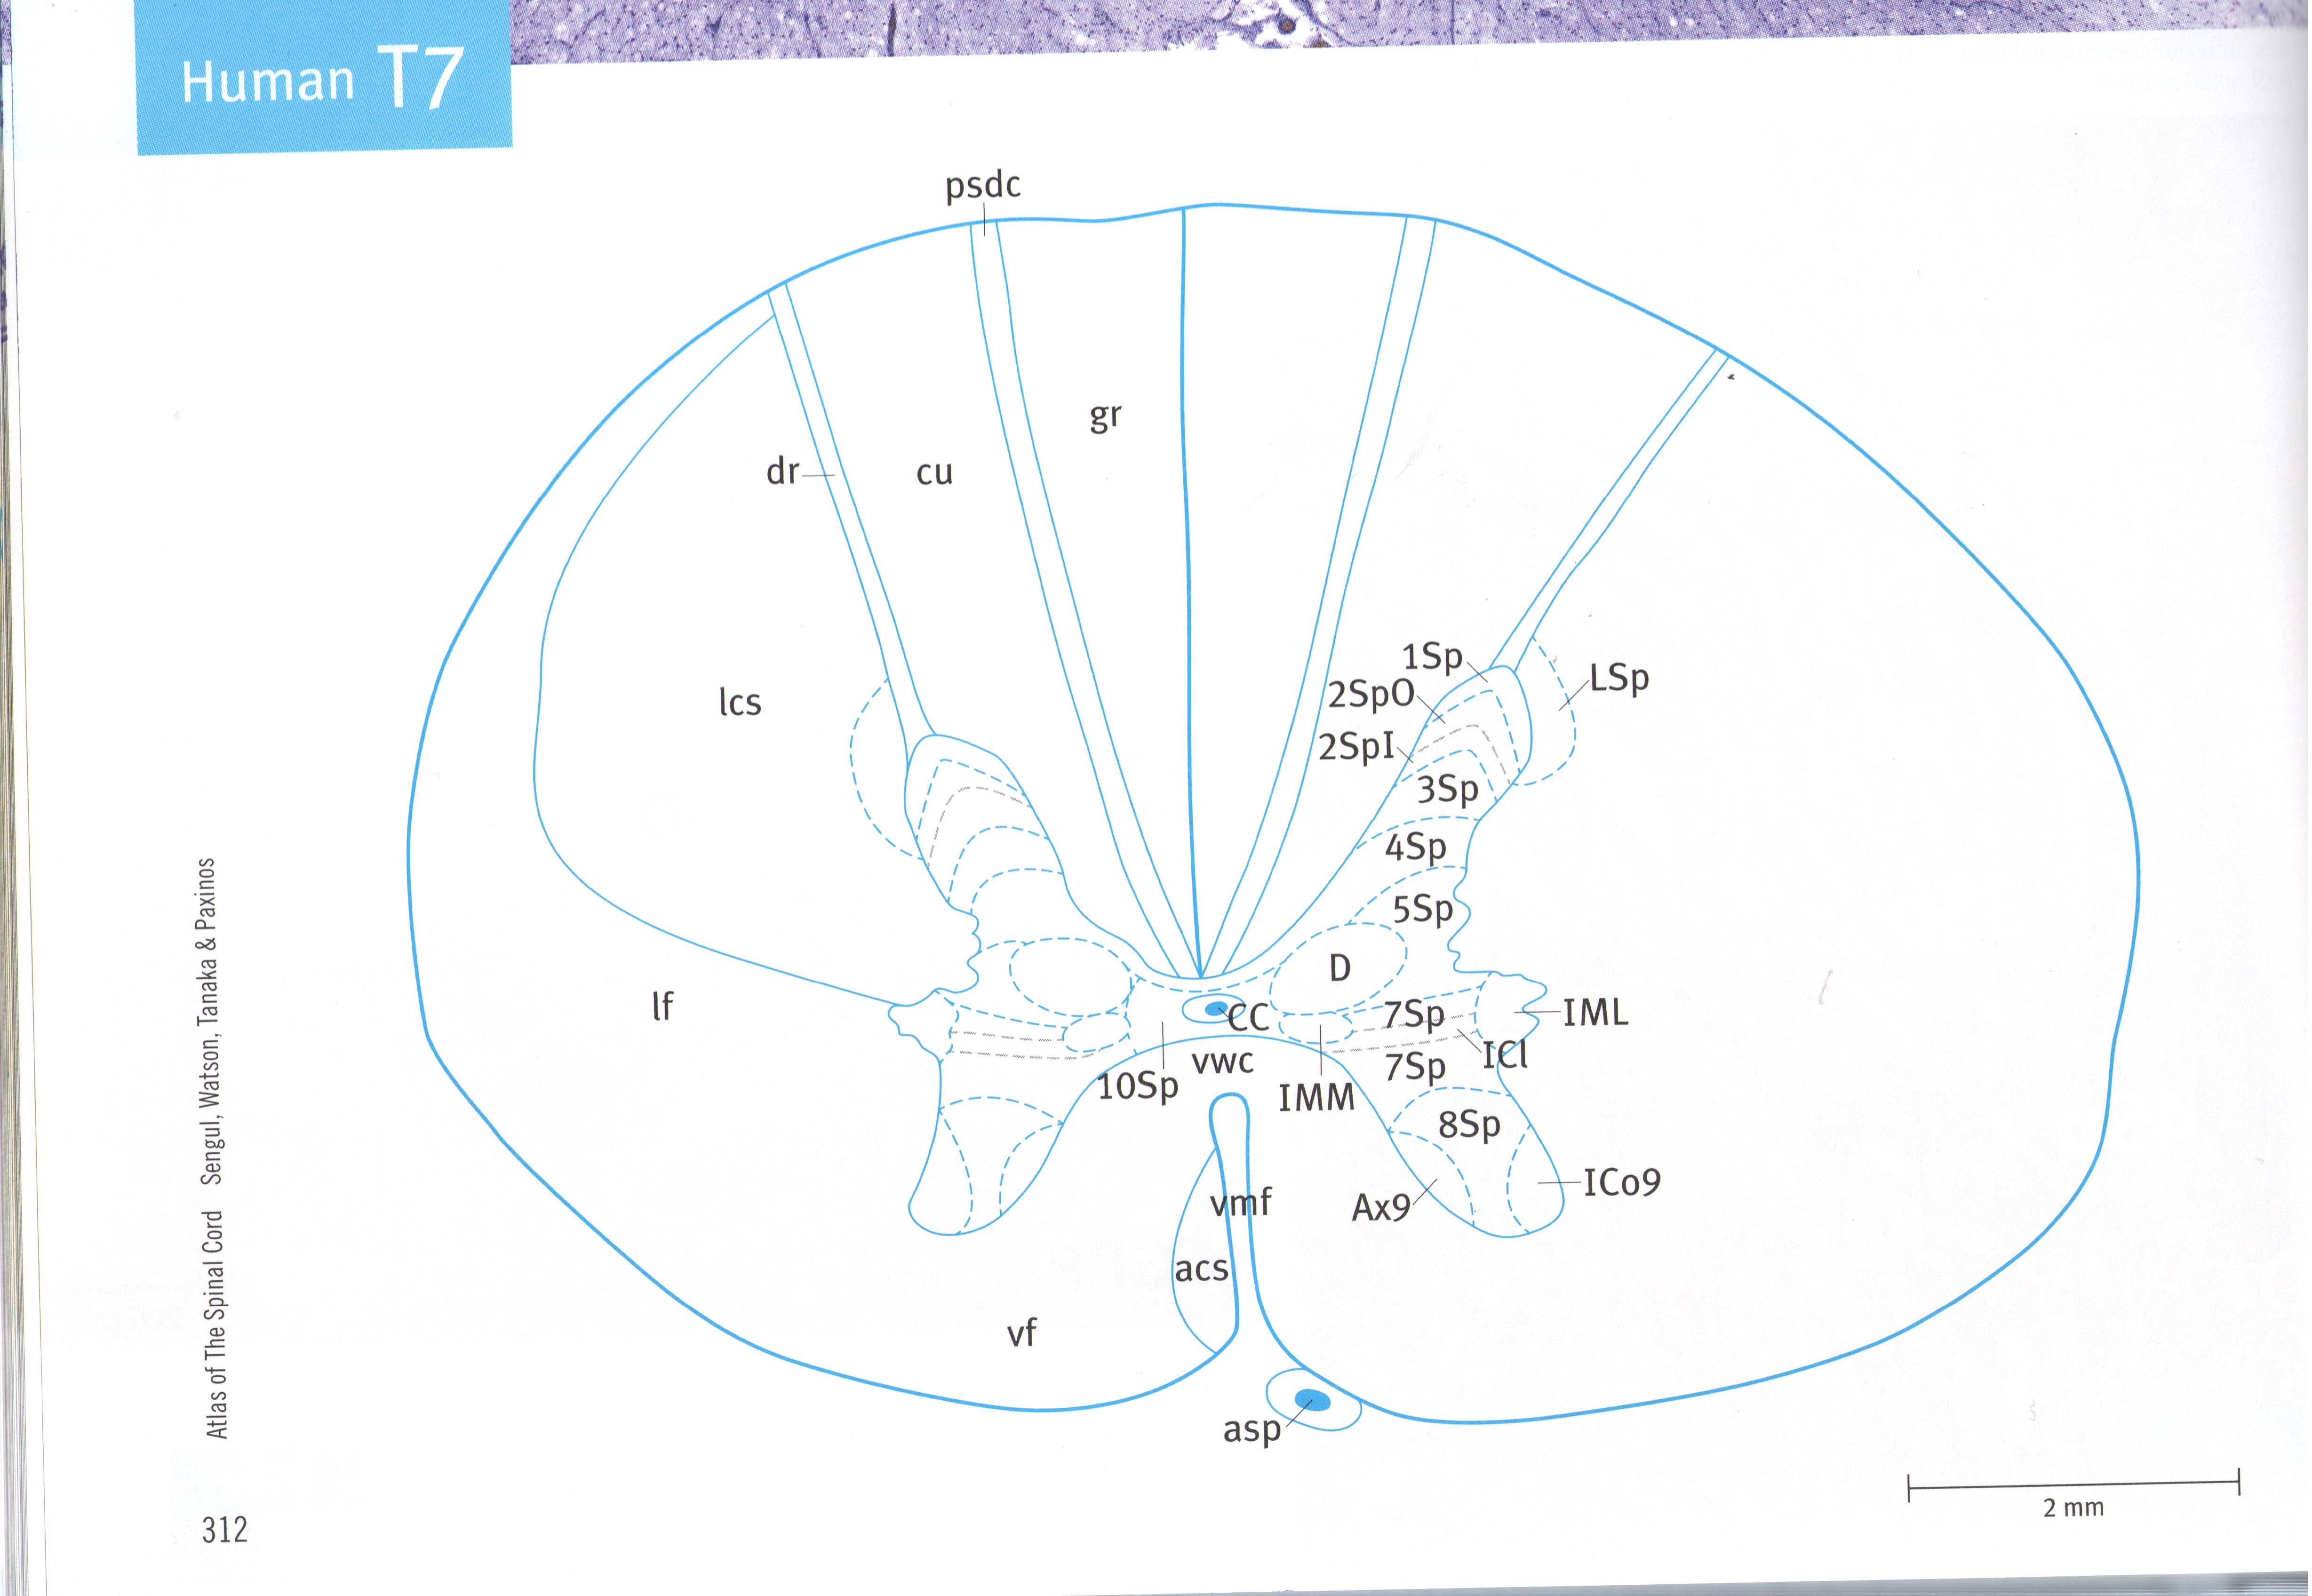 Human T7
psdc
gr
dr
cu
1Sp
2SpO
LSp
lcs
2SpI
3Sp
4Sp
5Sp
D
lf
CC
7Sp
IML
vwc
7Sp
ICl
10Sp
IMM
8Sp
ICo9
vmf
Ax9
acs
vf
asp
2 mm
Atlas of The Spinal Cord Sengul, Watson, Tanaka & Paxinos
312